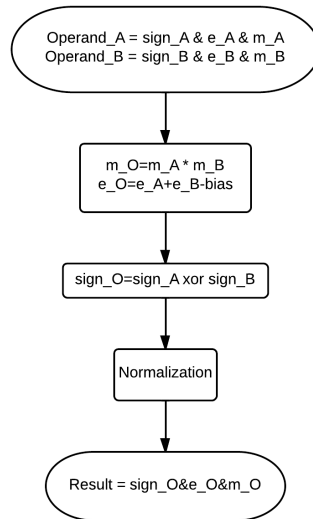 Operand_A = sign_A & e_A & m_A
Operand_B = sign_B & e_B & m_B
m_O=m_A * m_B
e_O=e_A+e_B-bias
sign_O=sign_A xor sign_B
Normalization
Result = sign_O&e_O&m_O